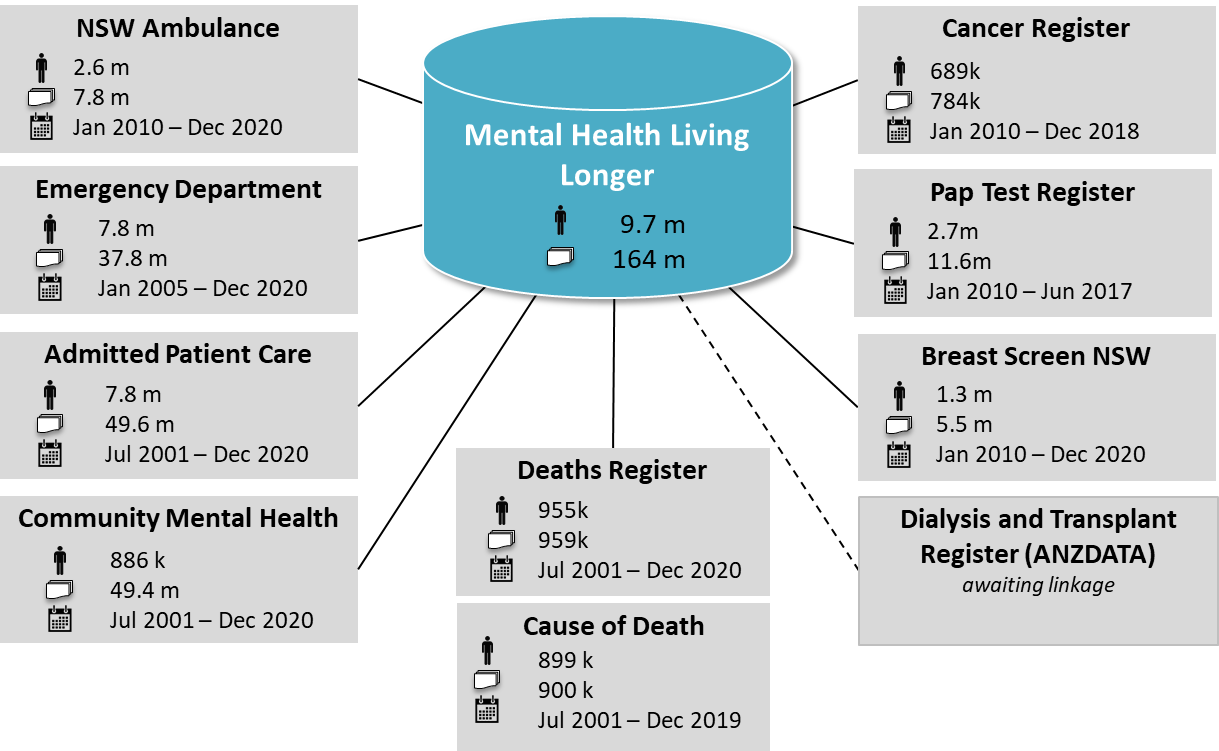 NSW Ambulance
2.6 m
7.8 m
Jan 2010 – Dec 2020
Emergency Department
7.8 m
37.8 m
Jan 2005 – Dec 2020
Admitted Patient Care
7.8 m
49.6 m
Jul 2001 – Dec 2020
Community Mental Health
886 k
49.4 m
Jul 2001 – Dec 2020
Mental Health Living
Longer
9.7 m
164 m
Deaths Register
955k
959k
Jul 2001 – Dec 2020
Cause of Death
899 k
900 k
Jul 2001 – Dec 2019
Cancer Register
689k
784k
Jan 2010 – Dec 2018
Pap Test Register
2.7m
11.6m
Jan 2010 – Jun 2017
Breast Screen NSW
1.3 m
5.5 m
Jan 2010 – Dec 2020
Dialysis and Transplant
Register (ANZDATA)
awaiting linkage